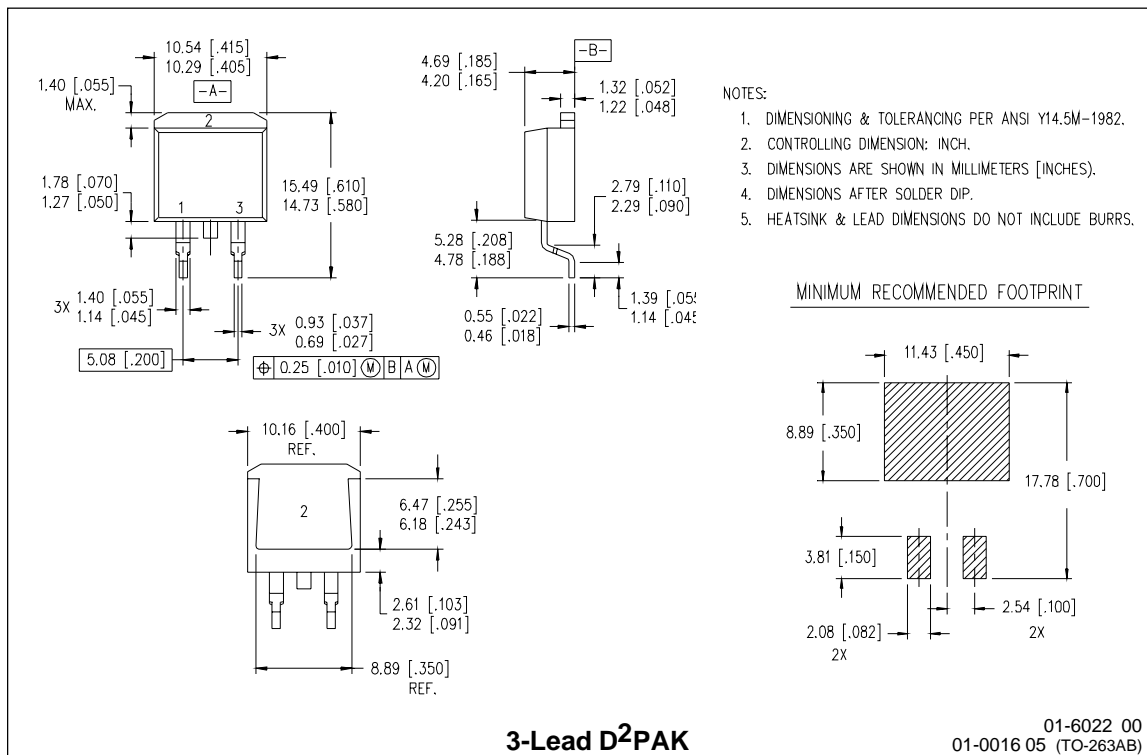 10.54 [.415]
10.29 [.405]
-A-
1.40 [.055]
MAX.
2
1.78 [.070]
1.27 [.050]
1
3
15.49 [.610]
14.73 [.580]
3X 1.40 [.055]
1.14 [.045]
3X 0.93 [.037]
0.69 [.027]
5.08 [.200]
⌖ 0.25 [.010] Ⓜ B A Ⓜ
-B-
4.69 [.185]
4.20 [.165]
1.32 [.052]
1.22 [.048]
2.79 [.110]
2.29 [.090]
5.28 [.208]
4.78 [.188]
0.55 [.022]
0.46 [.018]
1.39 [.055
1.14 [.045
NOTES:
1. DIMENSIONING & TOLERANCING PER ANSI Y14.5M-1982.
2. CONTROLLING DIMENSION: INCH.
3. DIMENSIONS ARE SHOWN IN MILLIMETERS [INCHES].
4. DIMENSIONS AFTER SOLDER DIP.
5. HEATSINK & LEAD DIMENSIONS DO NOT INCLUDE BURRS.
MINIMUM RECOMMENDED FOOTPRINT
11.43 [.450]
8.89 [.350]
17.78 [.700]
3.81 [.150]
2.08 [.082]
2X
2.54 [.100]
2X
10.16 [.400]
REF.
2
6.47 [.255]
6.18 [.243]
2.61 [.103]
2.32 [.091]
8.89 [.350]
REF.
3-Lead D²PAK
01-6022 00
01-0016 05 (TO-263AB)